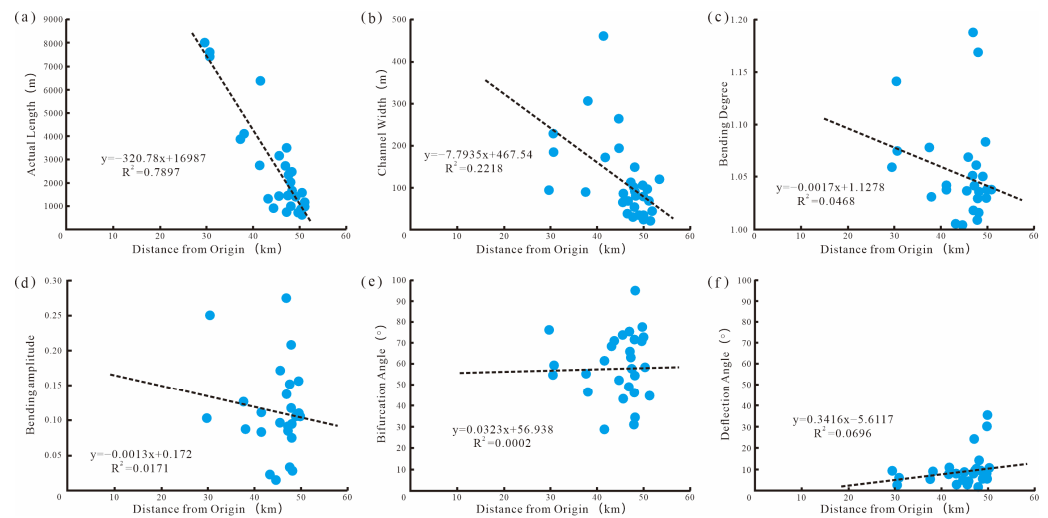 (a)
9000
8000
7000
6000
5000
4000
3000
2000
1000
0
10
20
30
40
50
60
Actual Length (m)
Distance from Origin (km)
y=−320.78x+16987
R²=0.7897
(b)
500
400
300
200
100
0
10
20
30
40
50
60
Channel Width (m)
Distance from Origin (km)
y=−7.7935x+467.54
R²=0.2218
(c)
1.20
1.15
1.10
1.05
1.00
0
10
20
30
40
50
60
Bending Degree
Distance from Origin (km)
y=−0.0017x+1.1278
R²=0.0468
(d)
0.30
0.25
0.20
0.15
0.10
0.05
0
10
20
30
40
50
60
Bending amplitude
Distance from Origin (km)
y=−0.0013x+0.172
R²=0.0171
(e)
100
90
80
70
60
50
40
30
20
10
0
10
20
30
40
50
60
Bifurcation Angle (°)
Distance from Origin (km)
y=0.0323x+56.938
R²=0.0002
(f)
100
90
80
70
60
50
40
30
20
10
0
10
20
30
40
50
60
Deflection Angle (°)
Distance from Origin (km)
y=0.3416x−5.6117
R²=0.0696